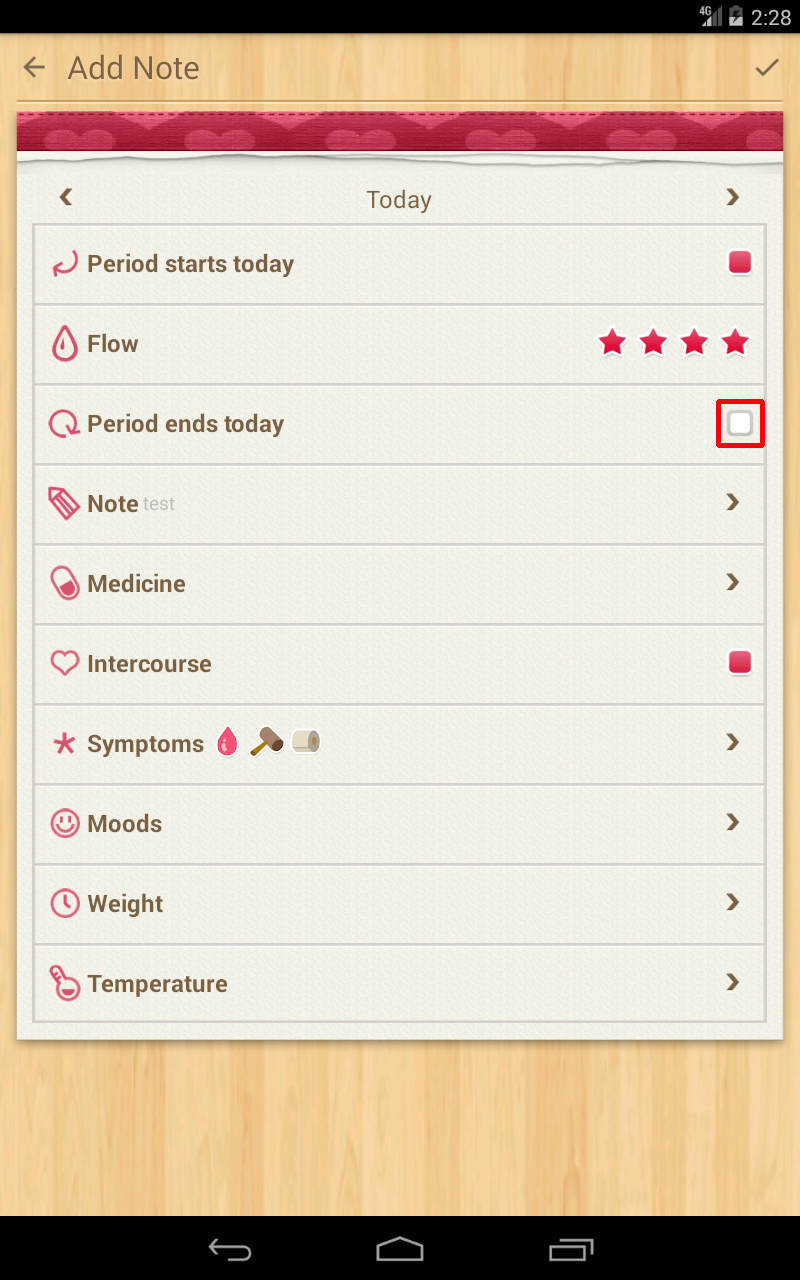 4G 2:28
Add Note
Today
Period starts today
Flow
Period ends today
Note test
Medicine
Intercourse
Symptoms
Moods
Weight
Temperature